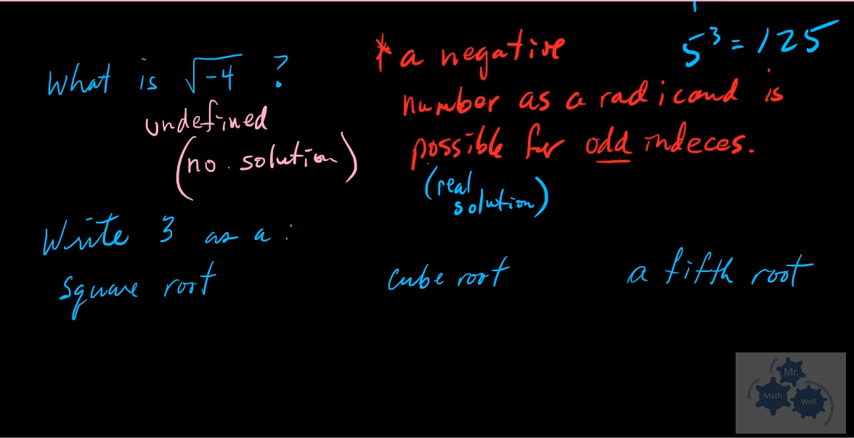 5³ = 125
What is √-4 ?
undefined
(no solution)
* a negative
number as a radicand is
possible for odd indeces.
(real
solution)
Write 3 as a :
square root
cube root
a fifth root
Mr.
Math
Well